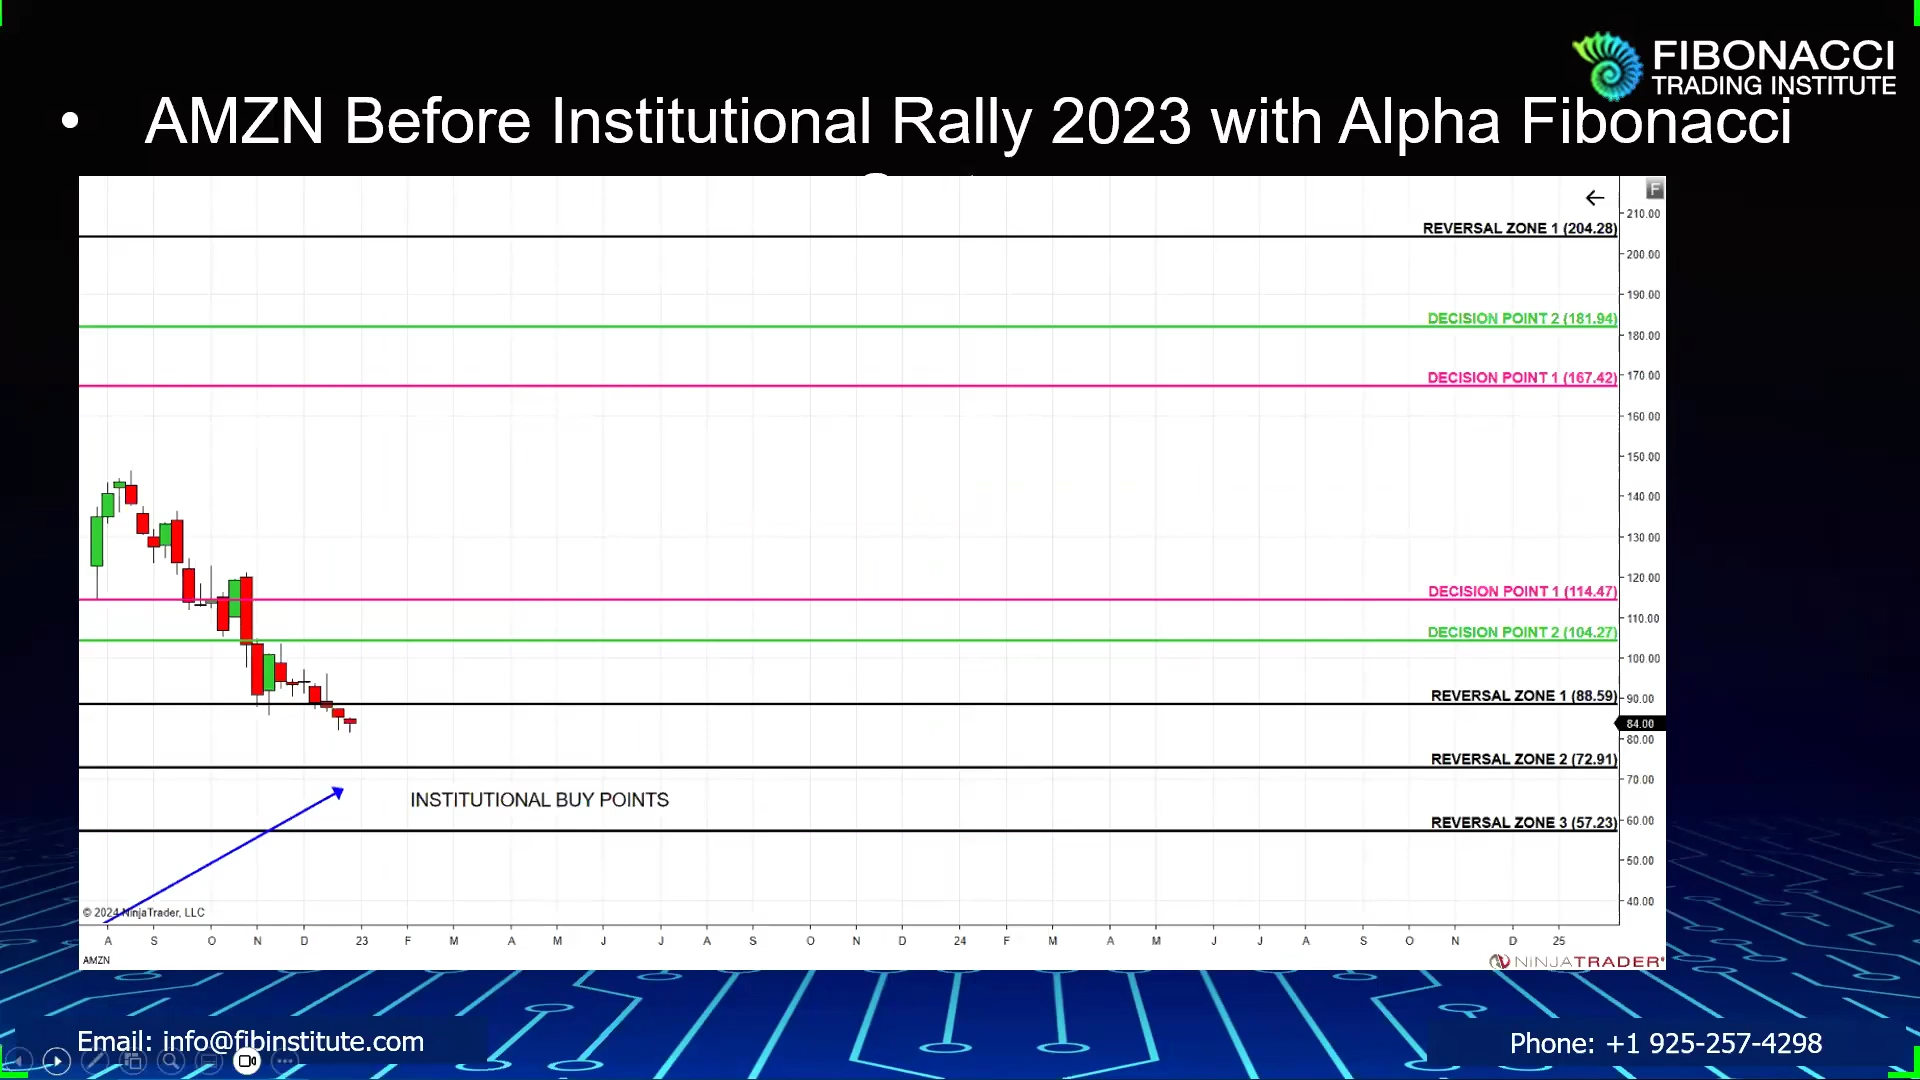 FIBONACCI
TRADING INSTITUTE
• AMZN Before Institutional Rally 2023 with Alpha Fibonacci
F
210.00
REVERSAL ZONE 1 (204.28)
200.00
190.00
DECISION POINT 2 (181.94)
180.00
DECISION POINT 1 (167.42)
170.00
160.00
150.00
140.00
130.00
120.00
DECISION POINT 1 (114.47)
110.00
DECISION POINT 2 (104.27)
100.00
REVERSAL ZONE 1 (88.59)
90.00
84.00
80.00
REVERSAL ZONE 2 (72.91)
70.00
INSTITUTIONAL BUY POINTS
REVERSAL ZONE 3 (57.23)
60.00
50.00
40.00
© 2024 NinjaTrader, LLC
A S O N D 23 F M A M J J A S O N D 24 F M A M J J A S O N D 25
AMZN
NINJATRADER
Email: info@fibinstitute.com
Phone: +1 925-257-4298